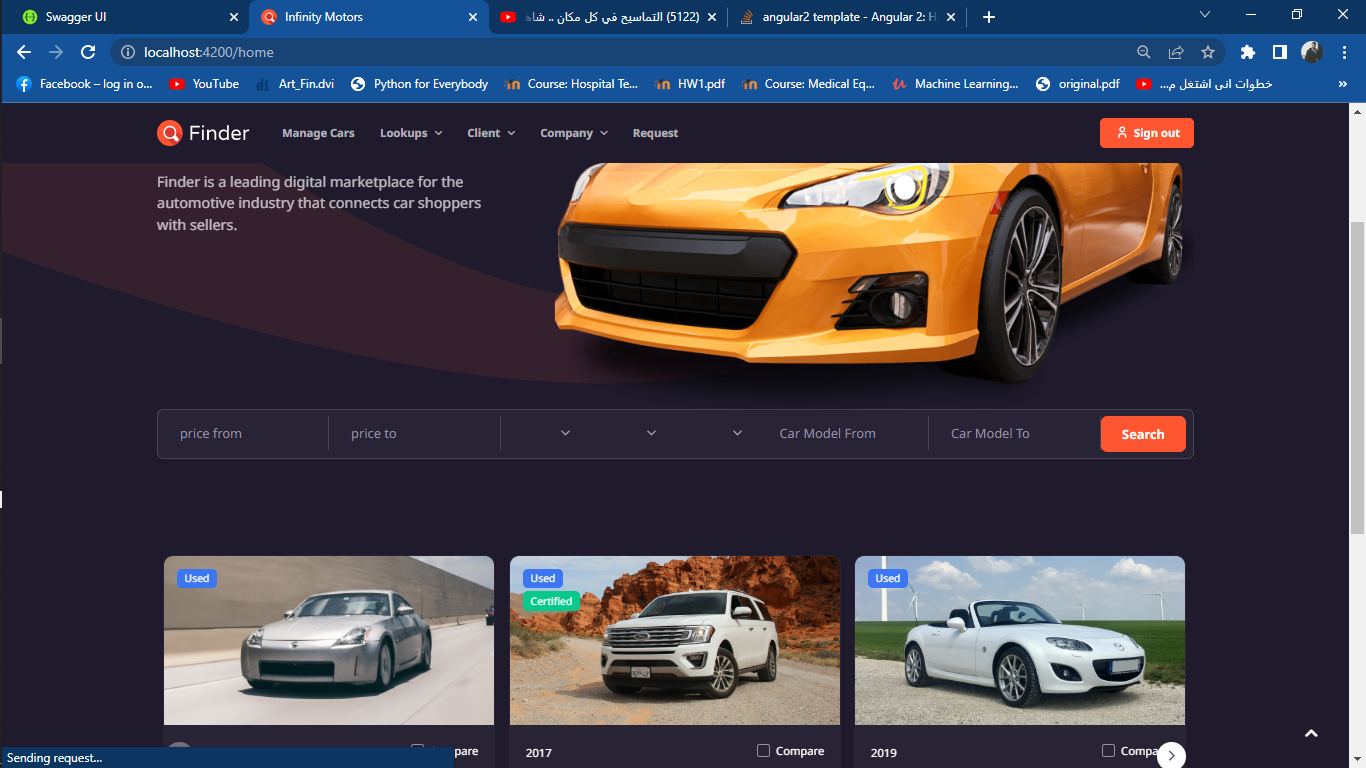 Swagger UI
Infinity Motors
(5122) التماسيح في كل مكان .. شاه
angular2 template - Angular 2: H
localhost:4200/home
Facebook – log in o...
YouTube
Art_Fin.dvi
Python for Everybody
Course: Hospital Te...
HW1.pdf
Course: Medical Eq...
Machine Learning...
original.pdf
خطوات انى اشتغل م...
Finder
Manage Cars
Lookups
Client
Company
Request
Sign out
Finder is a leading digital marketplace for the
automotive industry that connects car shoppers
with sellers.
price from
price to
Car Model From
Car Model To
Search
Used
Used
Certified
Used
2017
Compare
2019
Sending request...